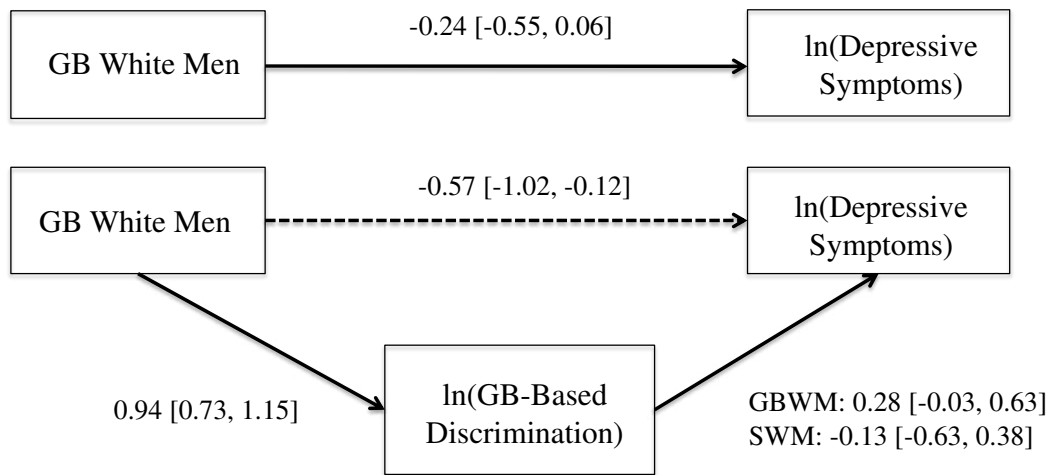 -0.24 [-0.55, 0.06]
GB White Men
ln(Depressive
Symptoms)
-0.57 [-1.02, -0.12]
GB White Men
ln(Depressive
Symptoms)
0.94 [0.73, 1.15]
ln(GB-Based
Discrimination)
GBWM: 0.28 [-0.03, 0.63]
SWM: -0.13 [-0.63, 0.38]